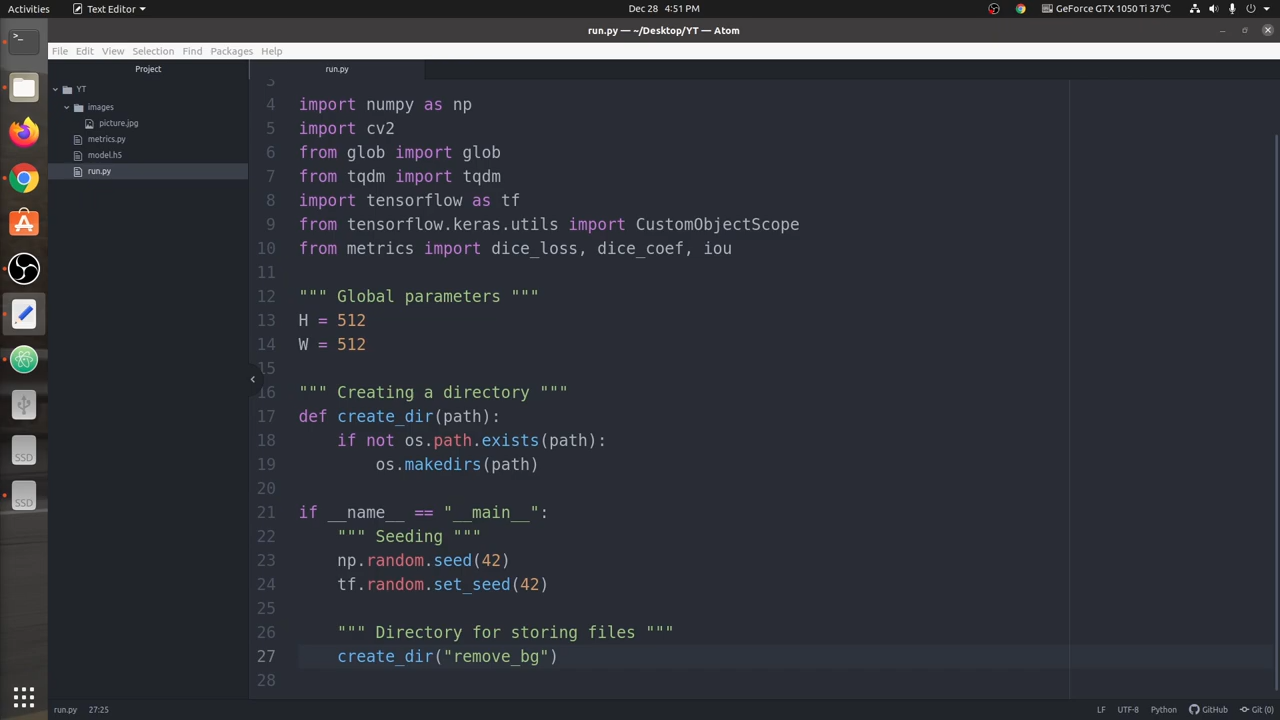 Activities
Text Editor
Dec 28 4:51 PM
GeForce GTX 1050 Ti 37°C
run.py — ~/Desktop/YT — Atom
File Edit View Selection Find Packages Help
Project
run.py
YT
images
picture.jpg
metrics.py
model.h5
run.py
3
4 import numpy as np
5 import cv2
6 from glob import glob
7 from tqdm import tqdm
8 import tensorflow as tf
9 from tensorflow.keras.utils import CustomObjectScope
10 from metrics import dice_loss, dice_coef, iou
11
12 """ Global parameters """
13 H = 512
14 W = 512
15
16 """ Creating a directory """
17 def create_dir(path):
18     if not os.path.exists(path):
19         os.makedirs(path)
20
21 if __name__ == "__main__":
22     """ Seeding """
23     np.random.seed(42)
24     tf.random.set_seed(42)
25
26     """ Directory for storing files """
27     create_dir("remove_bg")
28
SSD
SSD
run.py 27:25
LF UTF-8 Python GitHub Git (0)